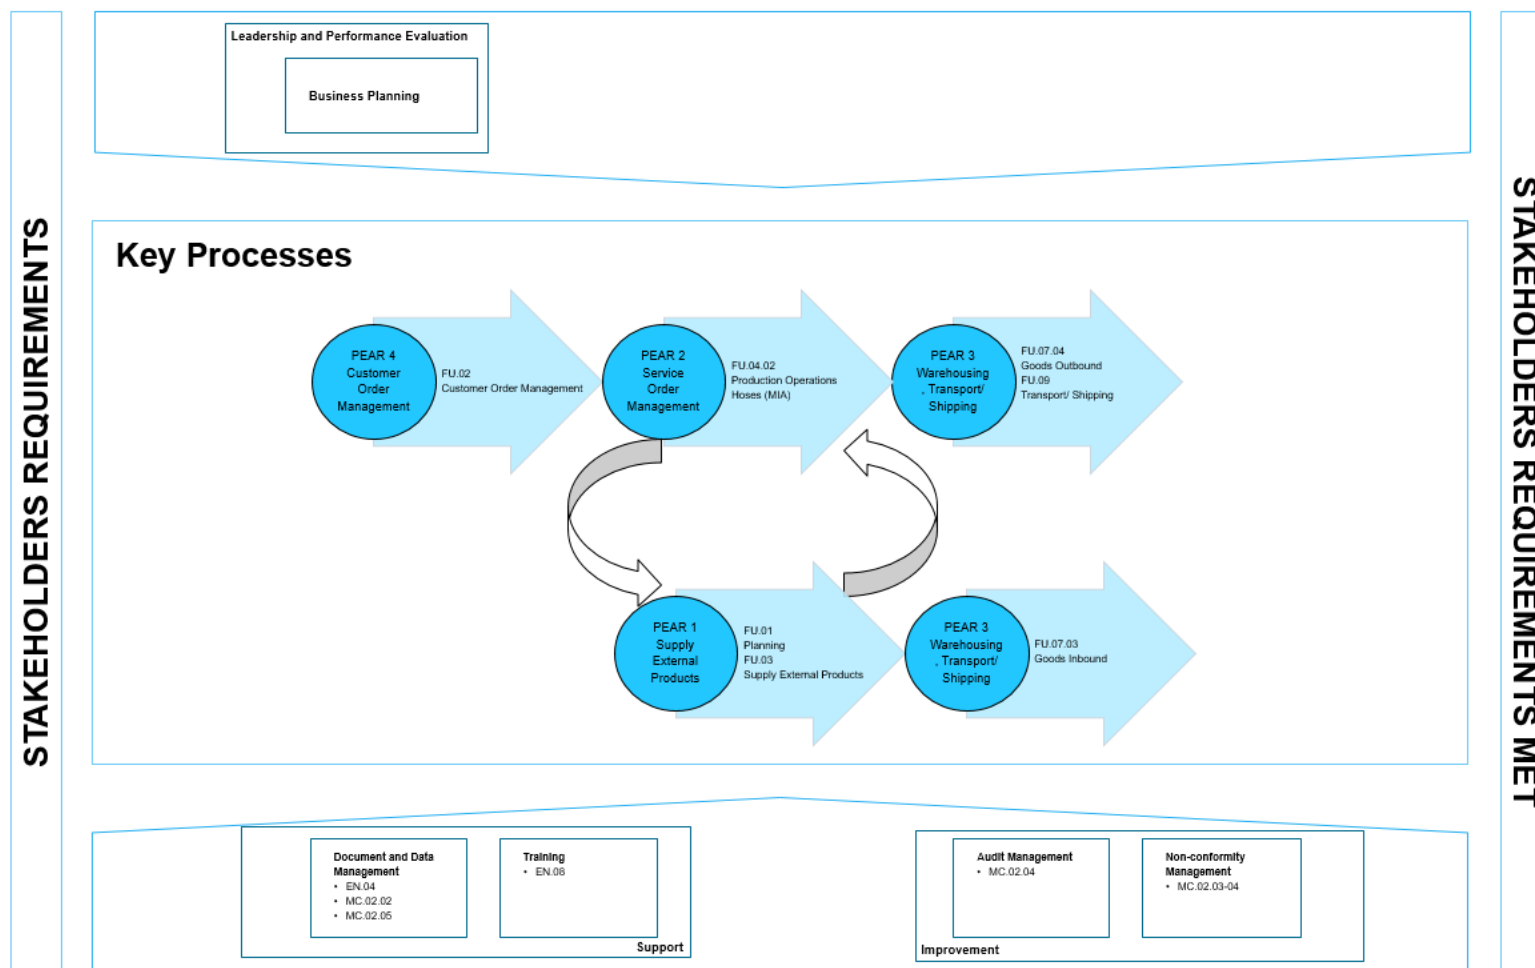 STAKEHOLDERS REQUIREMENTS
Leadership and Performance Evaluation
Business Planning
STAKEHOLDERS REQUIREMENTS MET
Key Processes
PEAR 4
Customer
Order
Management
FU.02
Customer Order Management
PEAR 2
Service
Order
Management
FU.04.02
Production Operations
Hoses (MIA)
PEAR 3
Warehousing
, Transport/
Shipping
FU.07.04
Goods Outbound
FU.09
Transport/ Shipping
PEAR 1
Supply
External
Products
FU.01
Planning
FU.03
Supply External Products
PEAR 3
Warehousing
, Transport/
Shipping
FU.07.03
Goods Inbound
Document and Data
Management
• EN.04
• MC.02.02
• MC.02.05
Training
• EN.08
Support
Audit Management
• MC.02.04
Non-conformity
Management
• MC.02.03-04
Improvement